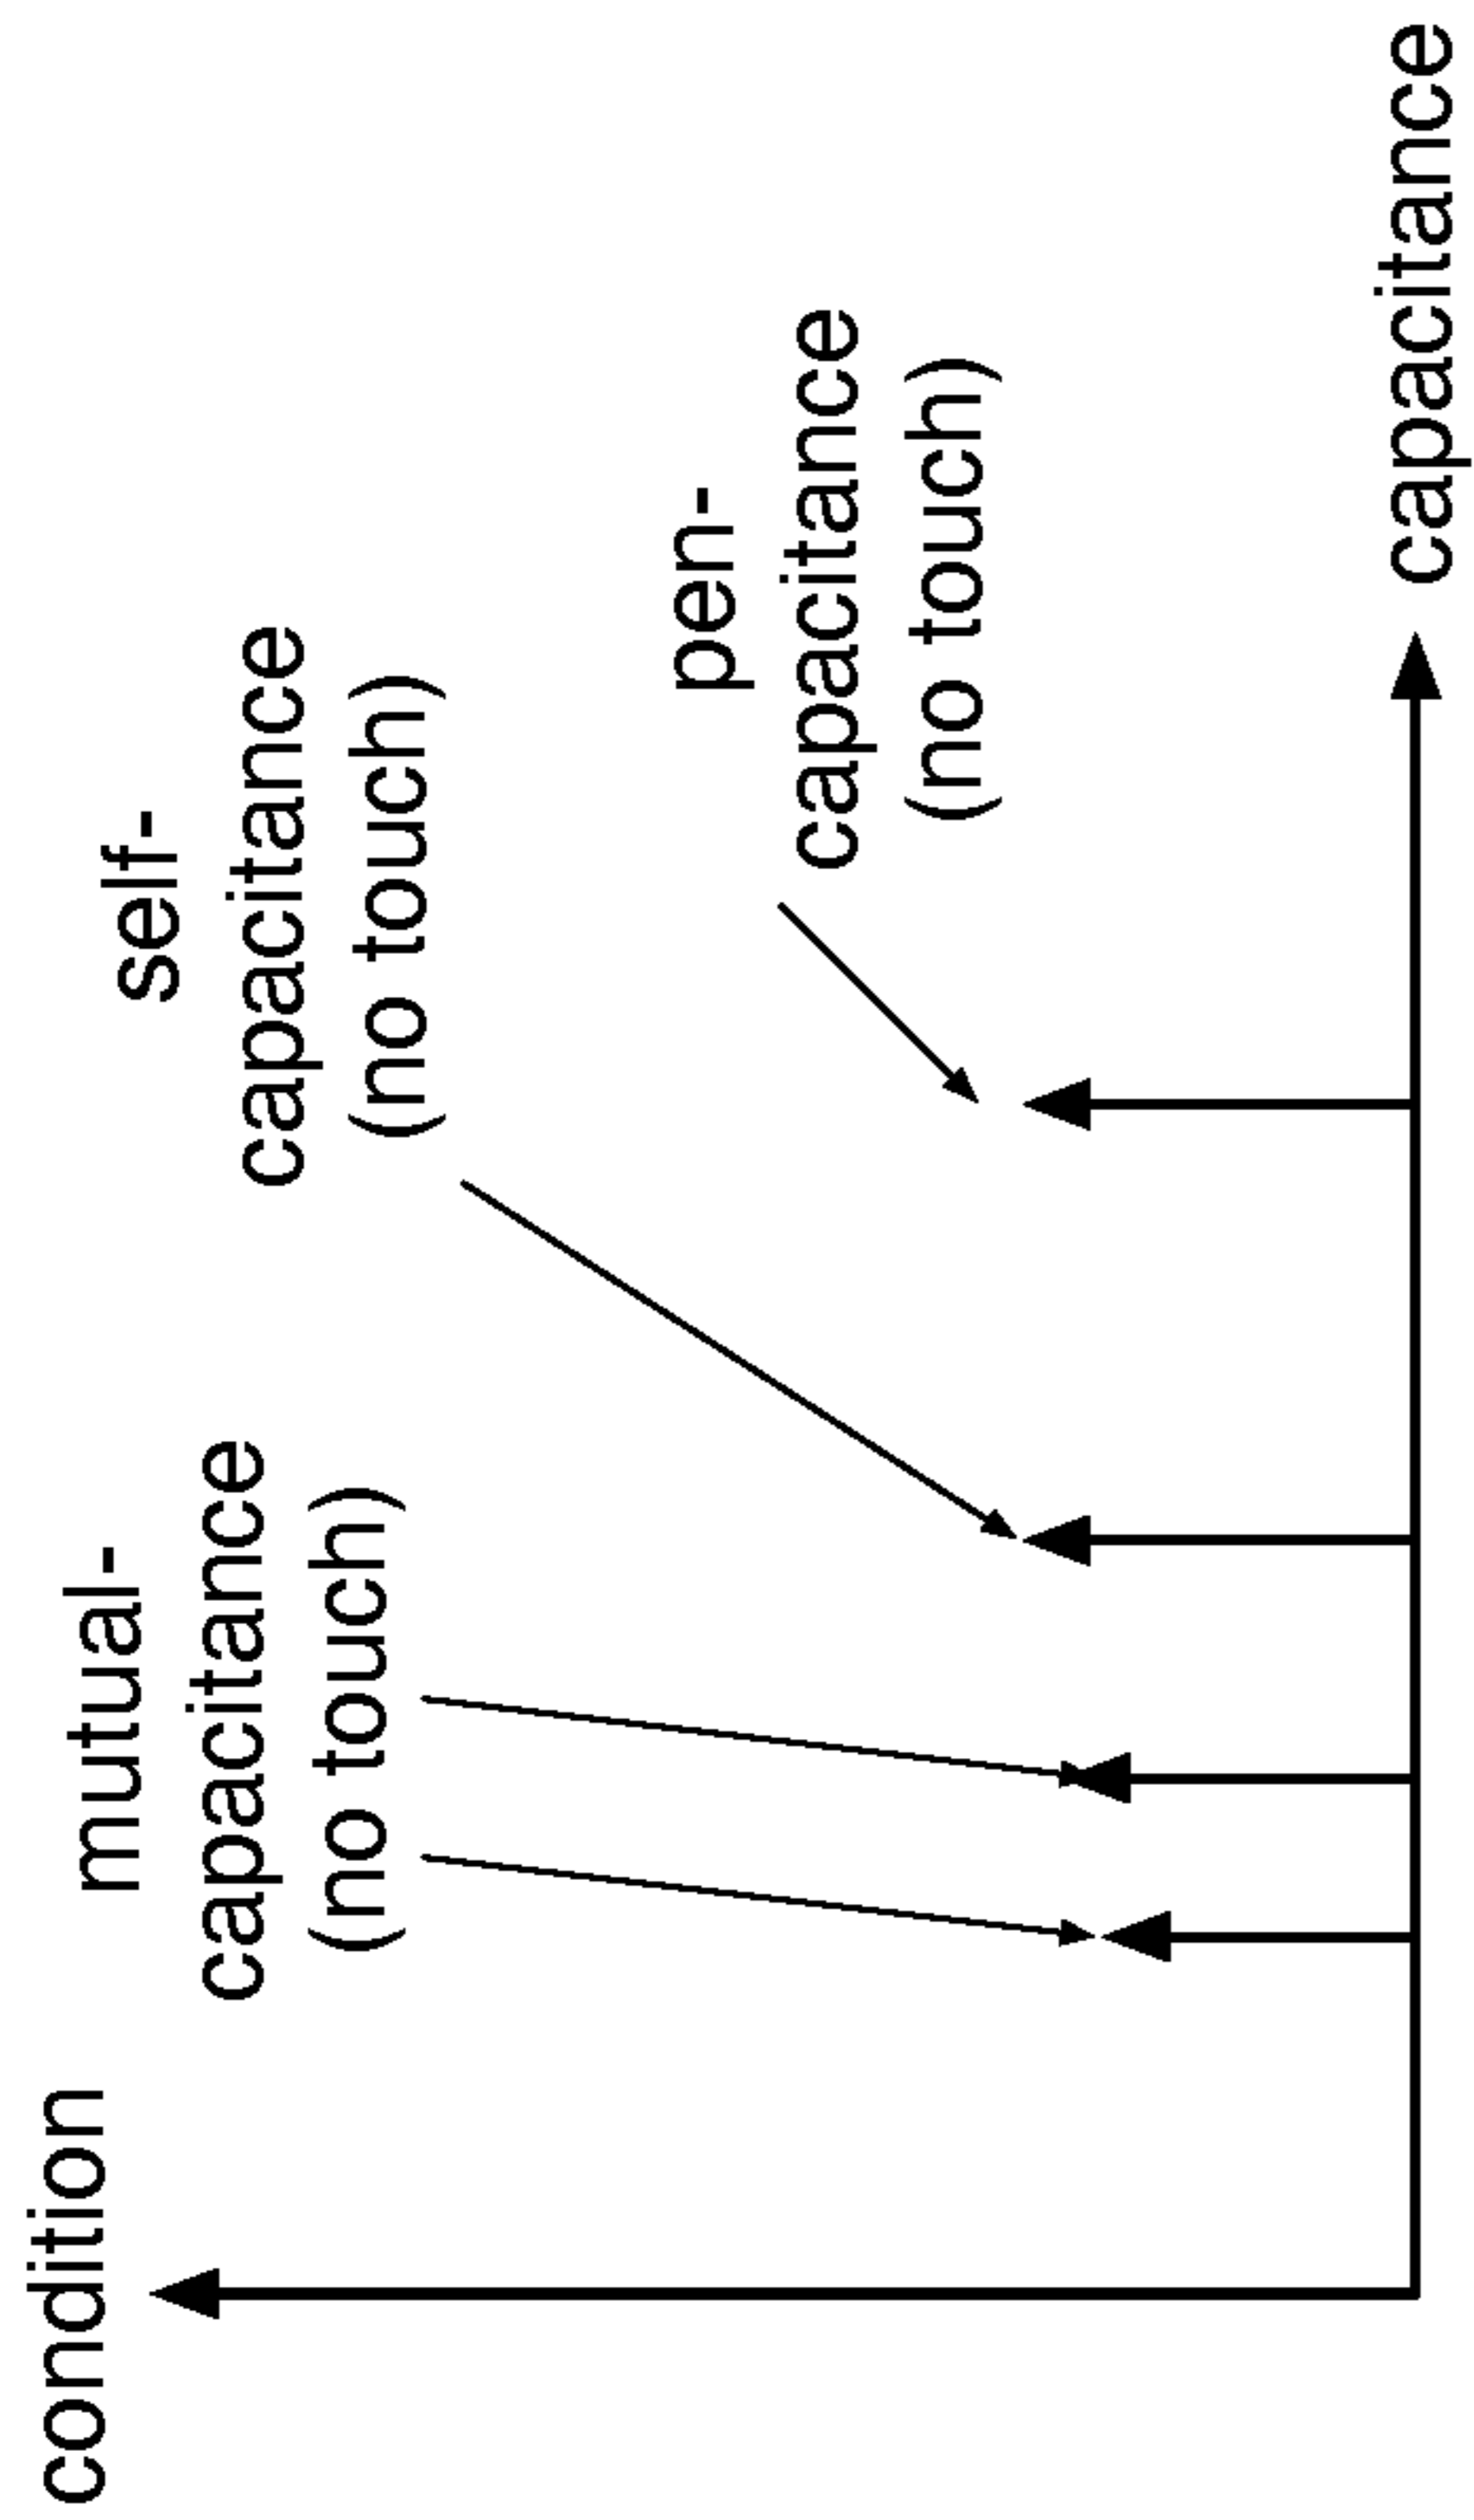 condition
mutual-
capacitance
(no touch)
self-
capacitance
(no touch)
pen-
capacitance
(no touch)
capacitance